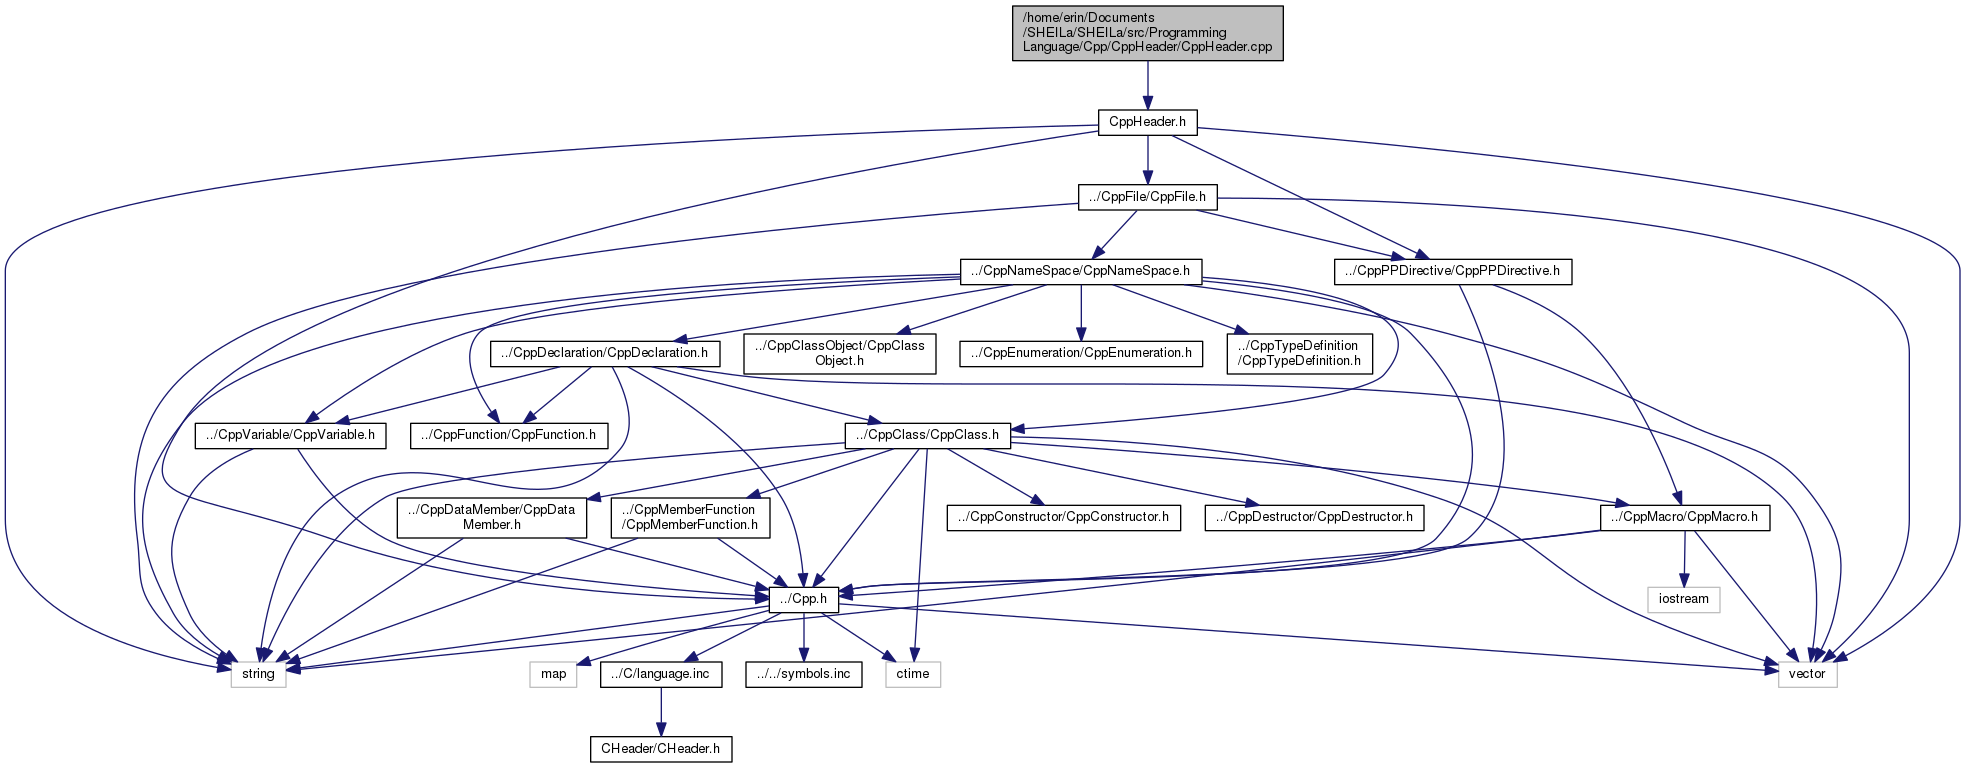 /home/erin/Documents
/SHEILa/SHEILa/src/Programming
Language/Cpp/CppHeader/CppHeader.cpp
CppHeader.h
../CppFile/CppFile.h
../CppNameSpace/CppNameSpace.h
../CppPPDirective/CppPPDirective.h
../CppDeclaration/CppDeclaration.h
../CppClassObject/CppClass
Object.h
../CppEnumeration/CppEnumeration.h
../CppTypeDefinition
/CppTypeDefinition.h
../CppVariable/CppVariable.h
../CppFunction/CppFunction.h
../CppClass/CppClass.h
../CppDataMember/CppData
Member.h
../CppMemberFunction
/CppMemberFunction.h
../CppConstructor/CppConstructor.h
../CppDestructor/CppDestructor.h
../CppMacro/CppMacro.h
../Cpp.h
iostream
string
map
../C/language.inc
../../symbols.inc
ctime
vector
CHeader/CHeader.h